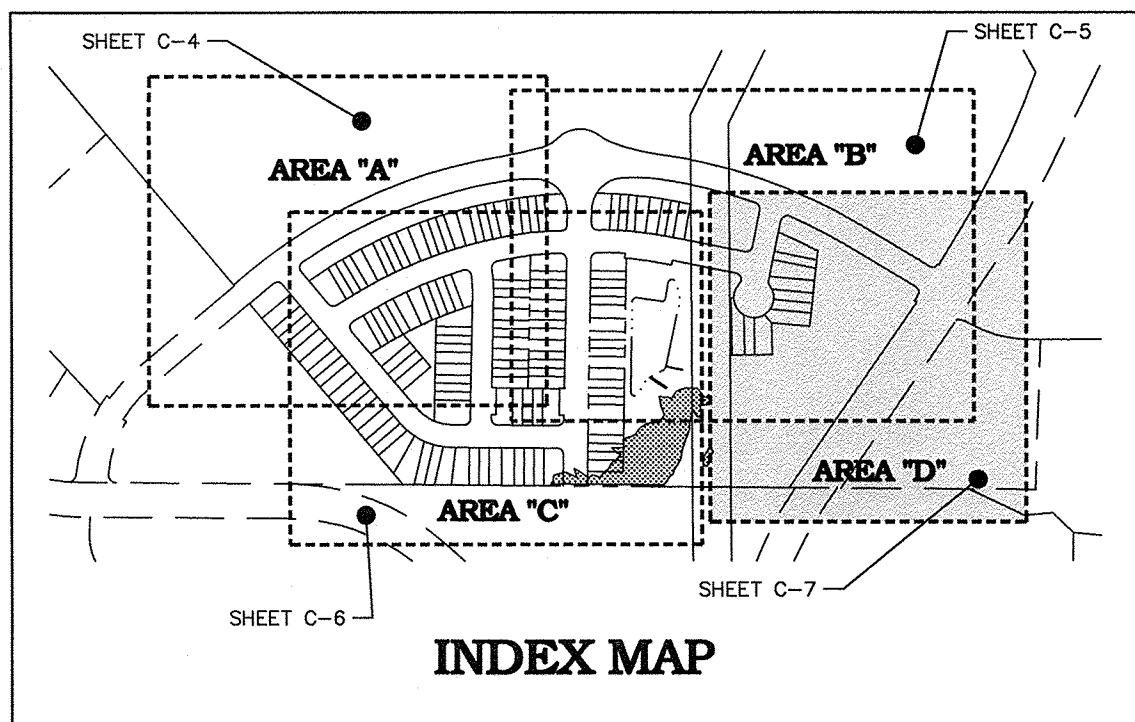 SHEET C-4
SHEET C-5
AREA "A"
AREA "B"
AREA "D"
AREA "C"
SHEET C-7
SHEET C-6
INDEX MAP